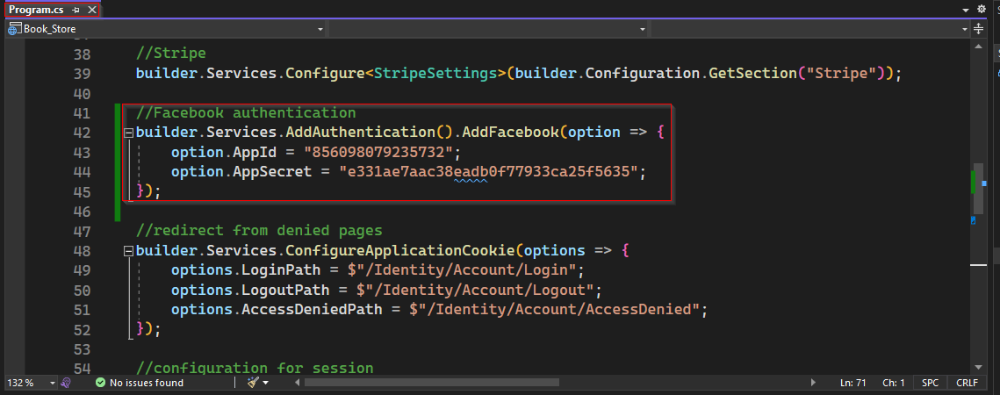 Program.cs
Book_Store
38 //Stripe
39 builder.Services.Configure<StripeSettings>(builder.Configuration.GetSection("Stripe"));
40
41 //Facebook authentication
42 builder.Services.AddAuthentication().AddFacebook(option => {
43 option.AppId = "856098079235732";
44 option.AppSecret = "e331ae7aac38eadb0f77933ca25f5635";
45 });
46
47 //redirect from denied pages
48 builder.Services.ConfigureApplicationCookie(options => {
49 options.LoginPath = $"/Identity/Account/Login";
50 options.LogoutPath = $"/Identity/Account/Logout";
51 options.AccessDeniedPath = $"/Identity/Account/AccessDenied";
52 });
53
54 //configuration for session
132 % No issues found Ln: 71 Ch: 1 SPC CRLF